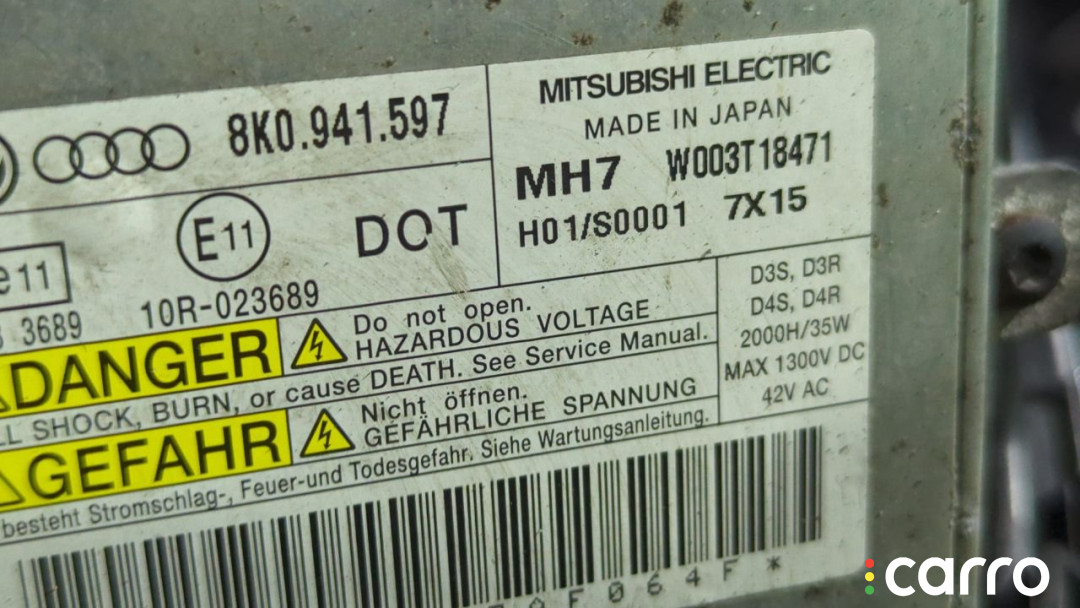 8K0.941.597
MITSUBISHI ELECTRIC
MADE IN JAPAN
MH7 W003T18471
H01/S0001 7X15
E11 DOT
e11
3689 10R-023689
D3S, D3R
D4S, D4R
2000H/35W
MAX 1300V DC
42V AC
DANGER
Do not open.
HAZARDOUS VOLTAGE
SHOCK, BURN, or cause DEATH. See Service Manual.
GEFAHR
Nicht öffnen.
GEFÄHRLICHE SPANNUNG
besteht Stromschlag-, Feuer-und Todesgefahr. Siehe Wartungsanleitung.
F064F*
carro